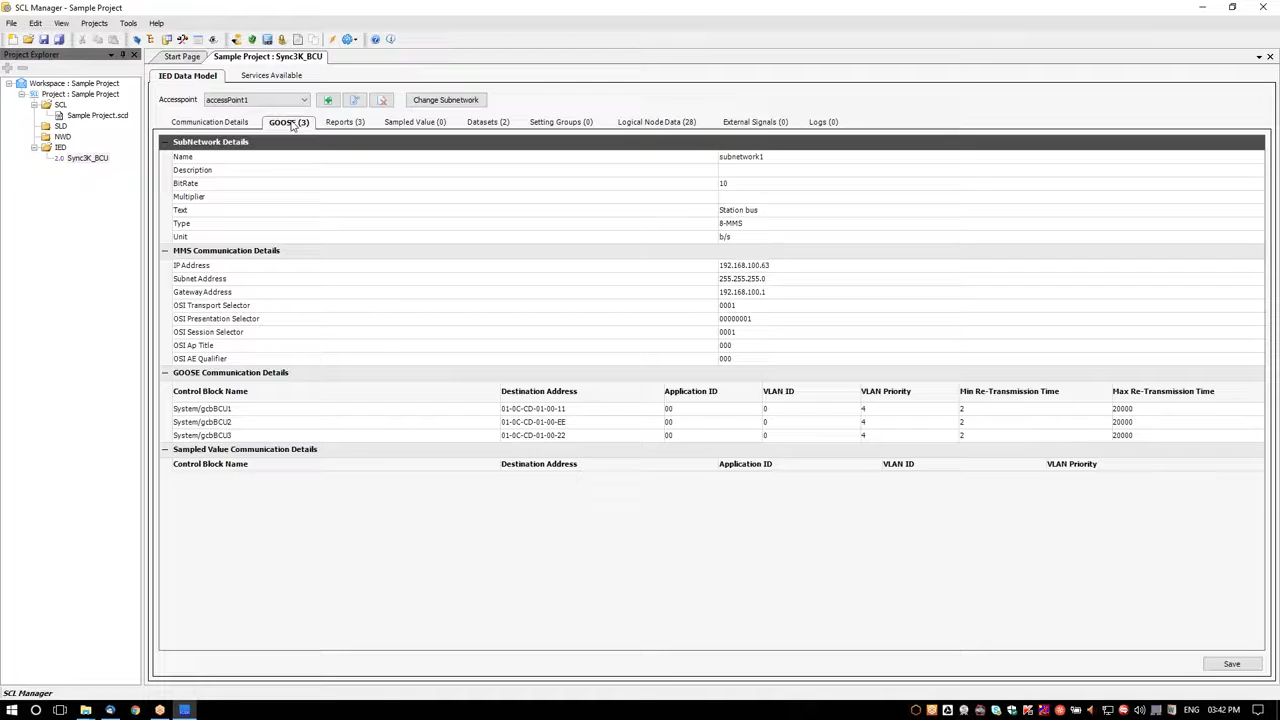 SCL Manager - Sample Project
File Edit View Projects Tools Help
Project Explorer
Start Page Sample Project : Sync3K_BCU
IED Data Model Services Available
Workspace : Sample Project
Project : Sample Project
SCL
Sample Project.scd
SLD
NWD
IED
2.0 Sync3K_BCU
Accesspoint accessPoint1 Change Subnetwork
Communication Details GOOSE (3) Reports (3) Sampled Value (0) Datasets (2) Setting Groups (0) Logical Node Data (28) External Signals (0) Logs (0)
SubNetwork Details
Name subnetwork1
Description
BitRate 10
Multiplier
Text Station bus
Type 8-MMS
Unit b/s
MMS Communication Details
IP Address 192.168.100.63
Subnet Address 255.255.255.0
Gateway Address 192.168.100.1
OSI Transport Selector 0001
OSI Presentation Selector 00000001
OSI Session Selector 0001
OSI Ap Title 000
OSI AE Qualifier 000
GOOSE Communication Details
Control Block Name Destination Address Application ID VLAN ID VLAN Priority Min Re-Transmission Time Max Re-Transmission Time
System/gcbBCU1 01-0C-CD-01-00-11 00 0 4 2 20000
System/gcbBCU2 01-0C-CD-01-00-EE 00 0 4 2 20000
System/gcbBCU3 01-0C-CD-01-00-22 00 0 4 2 20000
Sampled Value Communication Details
Control Block Name Destination Address Application ID VLAN ID VLAN Priority
Save
SCL Manager
ENG 03:42 PM